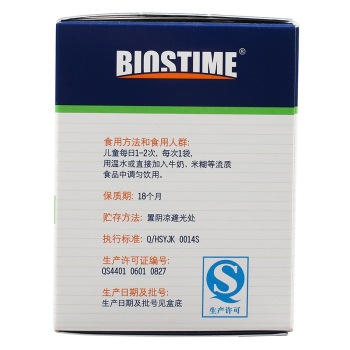 BIOSTIME®
食用方法和食用人群:
儿童每日1-2次, 每次1袋,
用温水或直接加入牛奶、米糊等流质
食品中调匀饮用。
保质期: 18个月
贮存方法: 置阴凉避光处
执行标准: Q/HSYJK 0014S
生产许可证编号:
QS4401 0601 0827
生产日期及批号:
生产日期及批号见盒底
生产许可